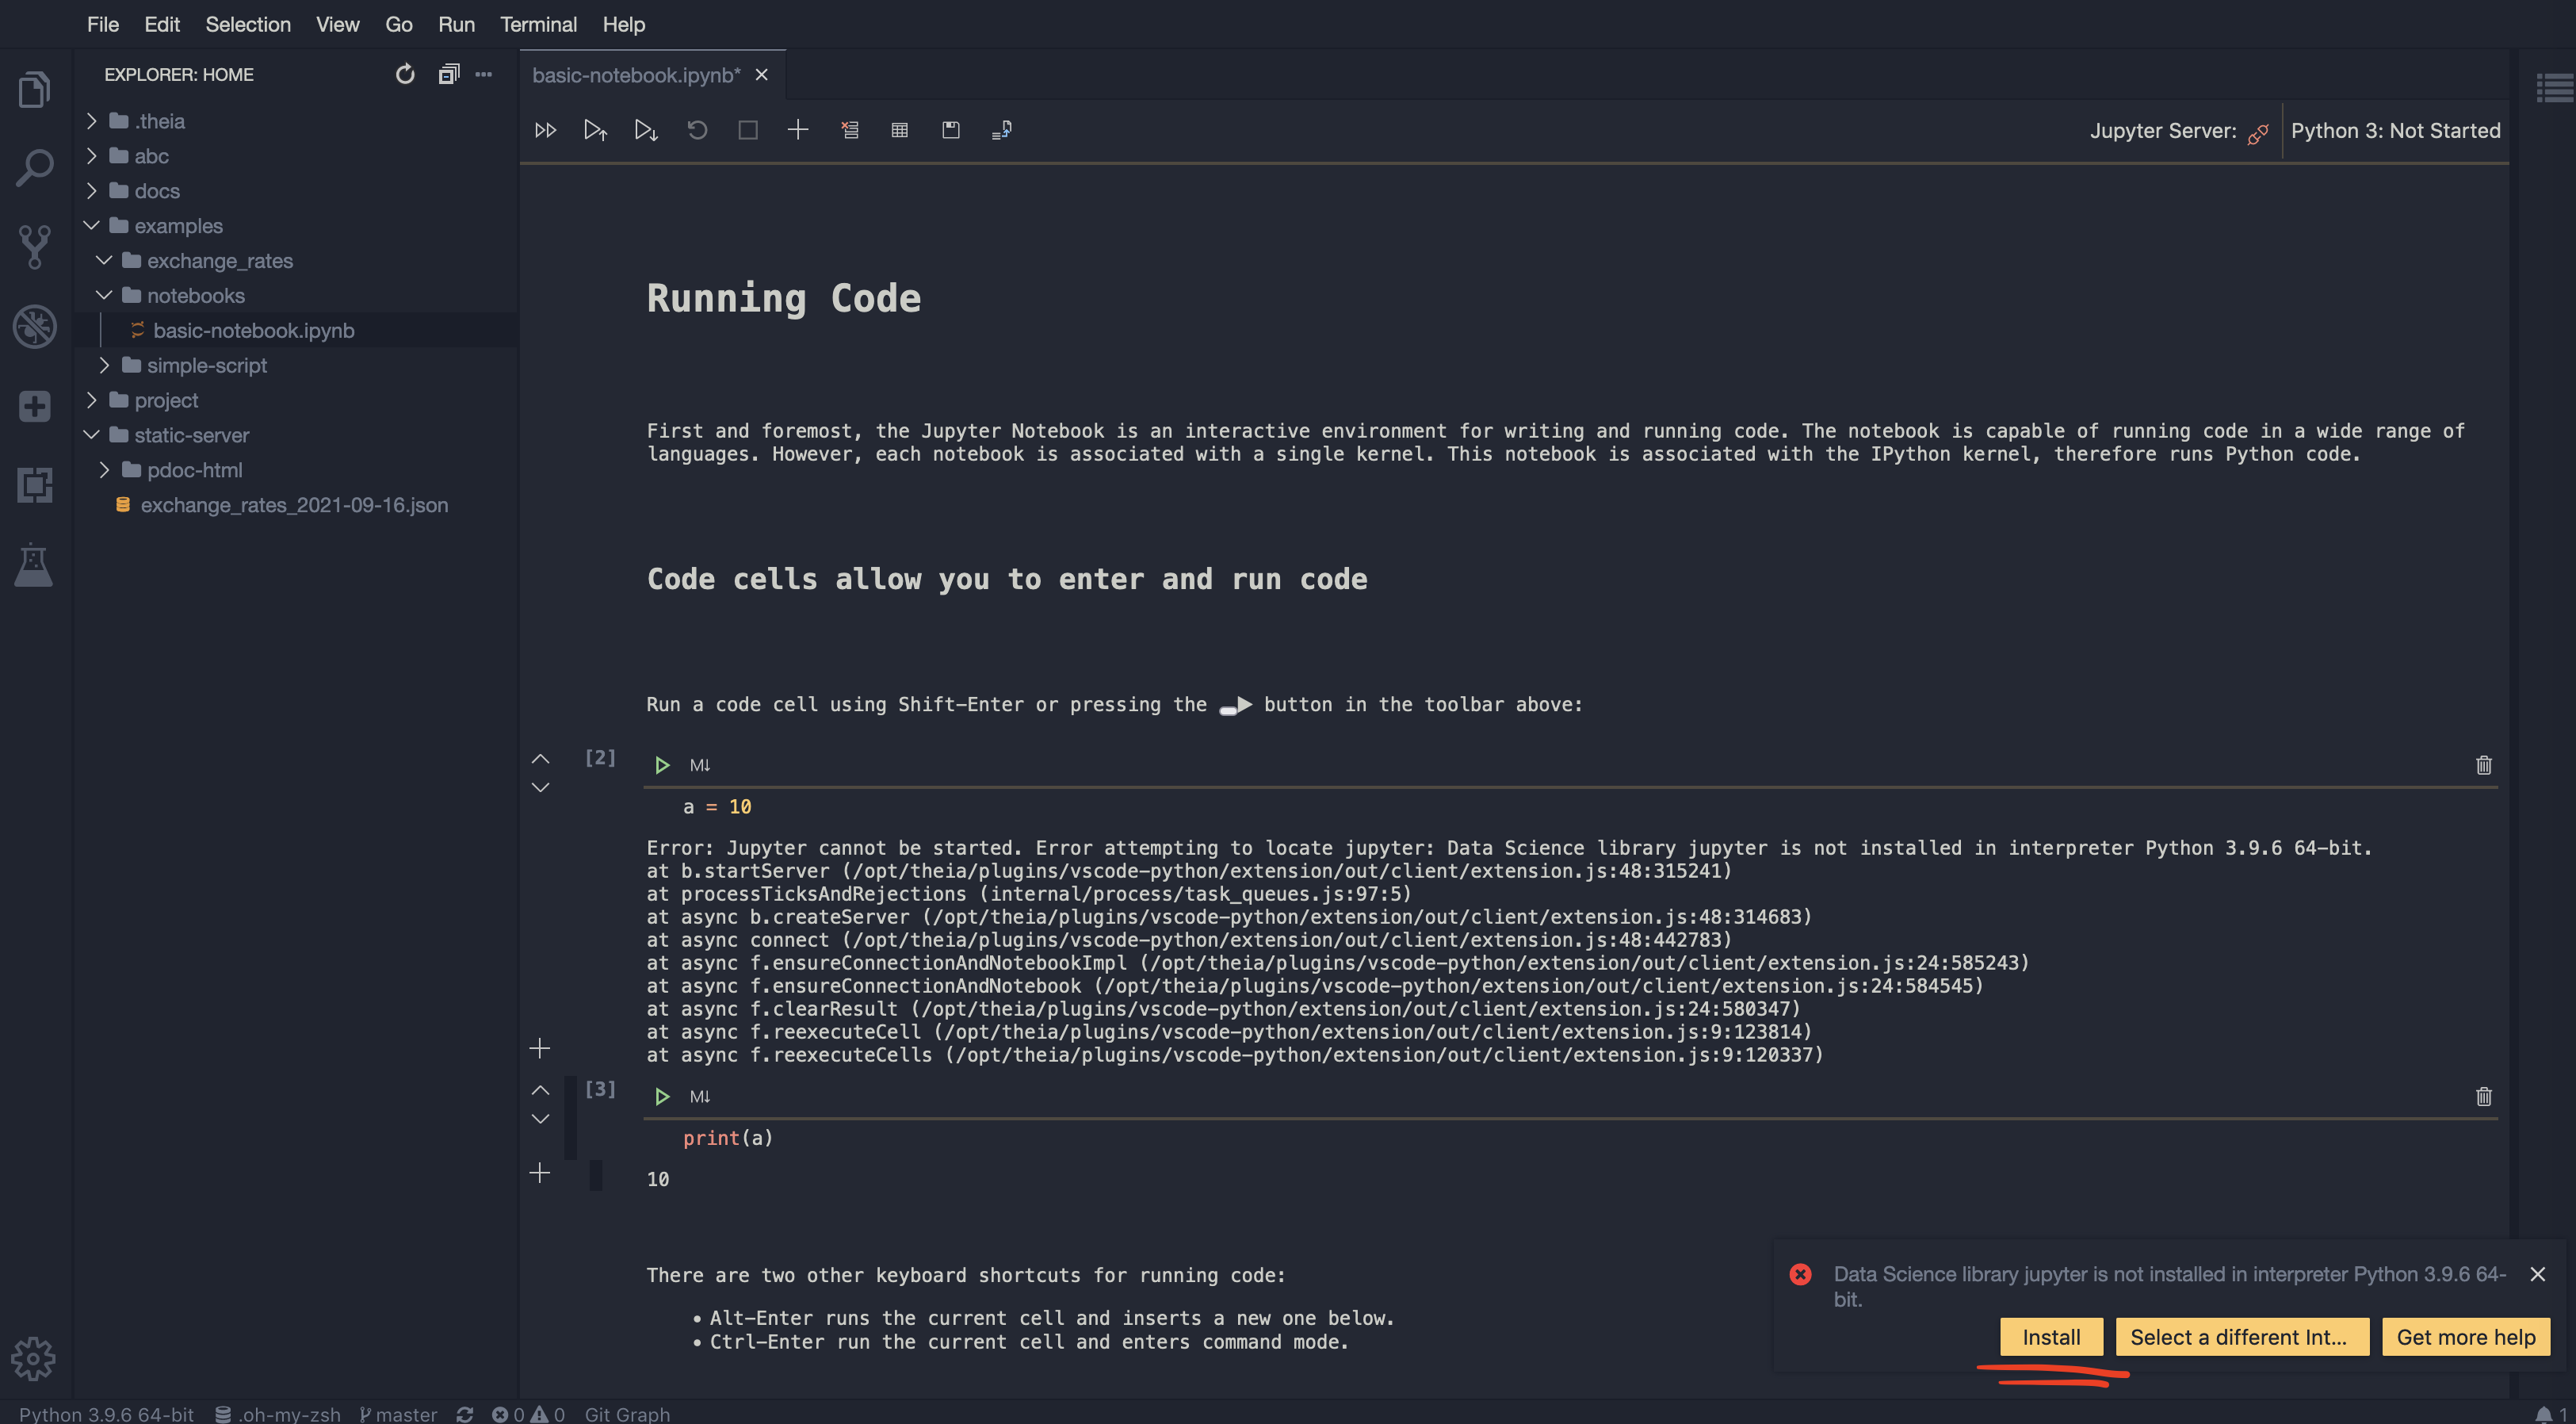 File Edit Selection View Go Run Terminal Help
EXPLORER: HOME
.theia
abc
docs
examples
exchange_rates
notebooks
basic-notebook.ipynb
simple-script
project
static-server
pdoc-html
exchange_rates_2021-09-16.json
basic-notebook.ipynb*
Jupyter Server: Python 3: Not Started
Running Code
First and foremost, the Jupyter Notebook is an interactive environment for writing and running code. The notebook is capable of running code in a wide range of
languages. However, each notebook is associated with a single kernel. This notebook is associated with the IPython kernel, therefore runs Python code.
Code cells allow you to enter and run code
Run a code cell using Shift-Enter or pressing the button in the toolbar above:
[2] M↓
a = 10
Error: Jupyter cannot be started. Error attempting to locate jupyter: Data Science library jupyter is not installed in interpreter Python 3.9.6 64-bit.
at b.startServer (/opt/theia/plugins/vscode-python/extension/out/client/extension.js:48:315241)
at processTicksAndRejections (internal/process/task_queues.js:97:5)
at async b.createServer (/opt/theia/plugins/vscode-python/extension/out/client/extension.js:48:314683)
at async connect (/opt/theia/plugins/vscode-python/extension/out/client/extension.js:48:442783)
at async f.ensureConnectionAndNotebookImpl (/opt/theia/plugins/vscode-python/extension/out/client/extension.js:24:585243)
at async f.ensureConnectionAndNotebook (/opt/theia/plugins/vscode-python/extension/out/client/extension.js:24:584545)
at async f.clearResult (/opt/theia/plugins/vscode-python/extension/out/client/extension.js:24:580347)
at async f.reexecuteCell (/opt/theia/plugins/vscode-python/extension/out/client/extension.js:9:123814)
at async f.reexecuteCells (/opt/theia/plugins/vscode-python/extension/out/client/extension.js:9:120337)
[3] M↓
print(a)
10
There are two other keyboard shortcuts for running code:
• Alt-Enter runs the current cell and inserts a new one below.
• Ctrl-Enter run the current cell and enters command mode.
Data Science library jupyter is not installed in interpreter Python 3.9.6 64-
bit.
Install Select a different Int... Get more help
Python 3.9.6 64-bit .oh-my-zsh master 0 0 Git Graph 1